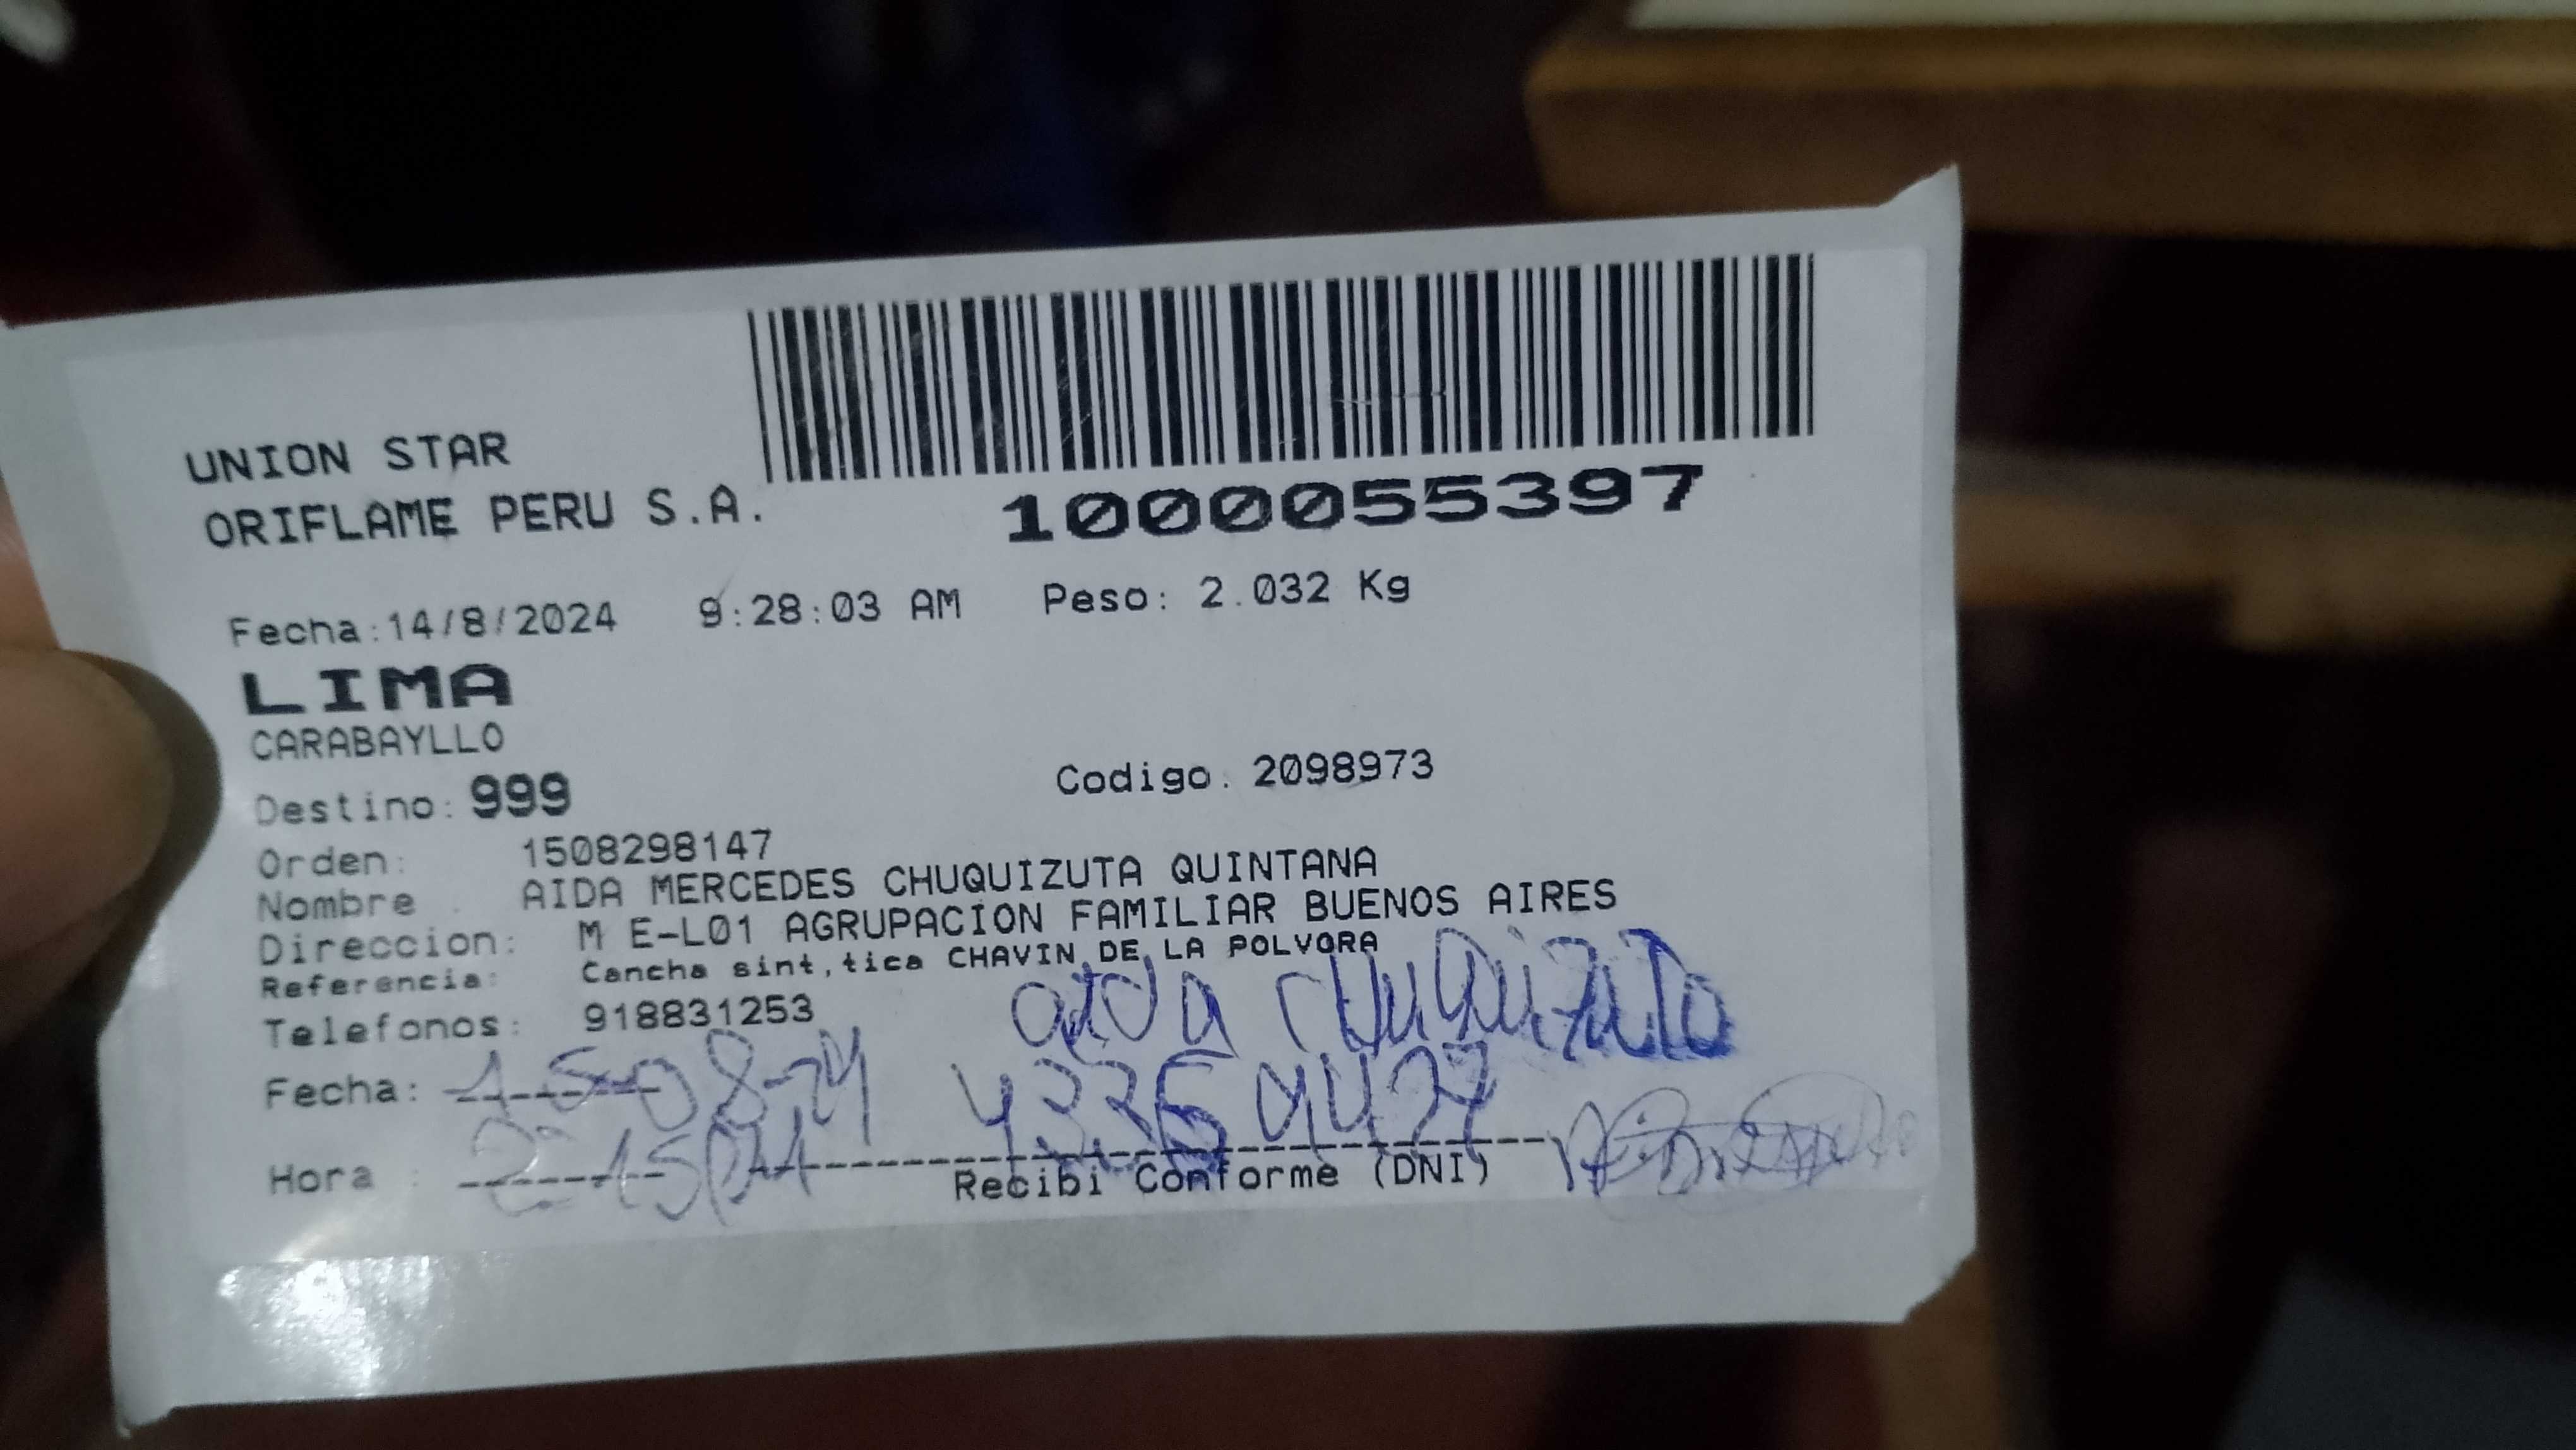 UNION STAR
ORIFLAME PERU S.A.
1000055397
Fecha:14/8/2024 9:28:03 AM Peso: 2.032 Kg
LIMA
CARABAYLLO
Destino: 999 Codigo. 2098973
Orden: 1508298147
Nombre . AIDA MERCEDES CHUQUIZUTA QUINTANA
Direccion: M E-L01 AGRUPACION FAMILIAR BUENOS AIRES
Referencia: Cancha sint,tica CHAVIN DE LA POLVORA
Telefonos: 918831253
aida chuquizuta
Fecha: 15-08-24
Hora : 2:15PM
Recibi Conforme (DNI)